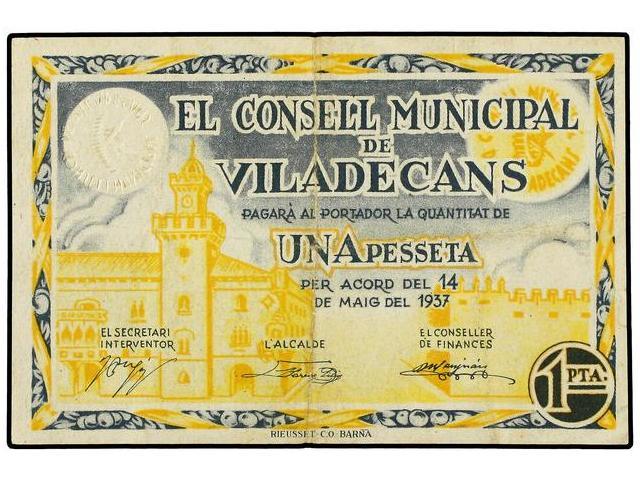 EL CONSELL MUNICIPAL
DE
VILADECANS
PAGARÀ AL PORTADOR LA QUANTITAT DE
UNA PESSETA
PER ACORD DEL 14
DE MAIG DEL 1937
EL SECRETARI
INTERVENTOR
L'ALCALDE
EL CONSELLER
DE FINANCES
1 PTA.
RIEUSSET C.O. BARNA